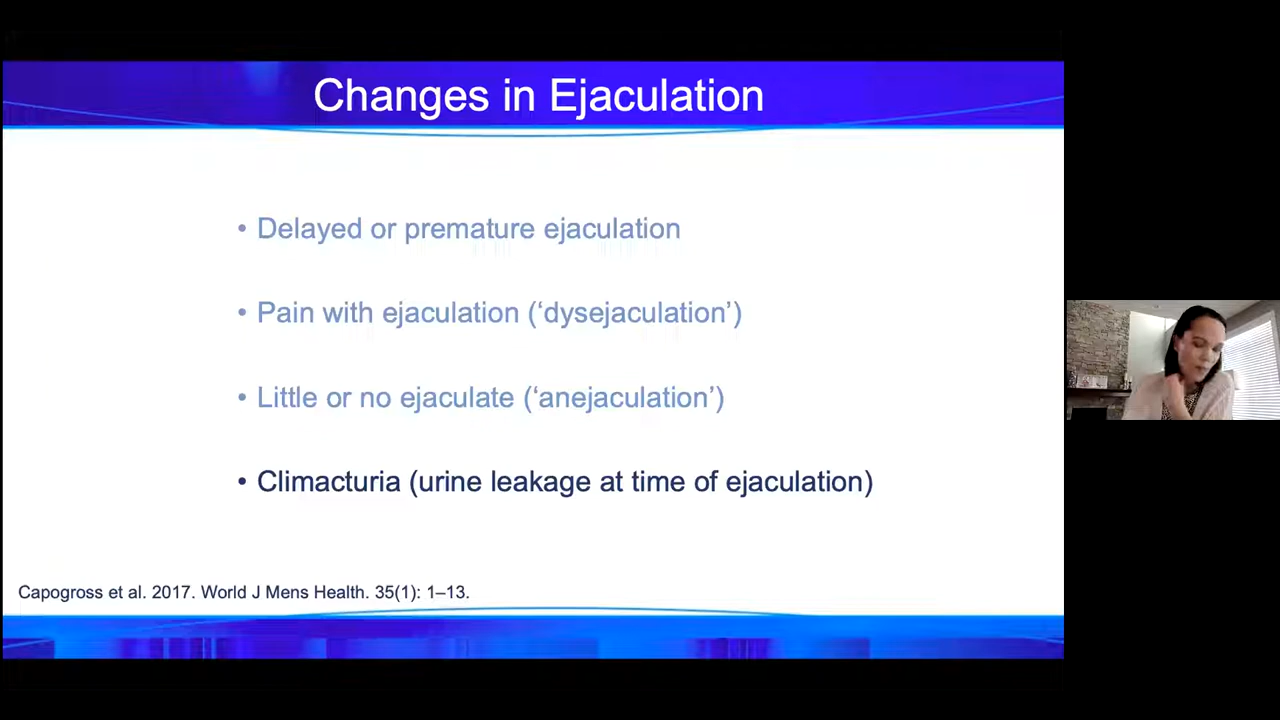 Changes in Ejaculation
• Delayed or premature ejaculation
• Pain with ejaculation (‘dysejaculation’)
• Little or no ejaculate (‘anejaculation’)
• Climacturia (urine leakage at time of ejaculation)
Capogross et al. 2017. World J Mens Health. 35(1): 1–13.